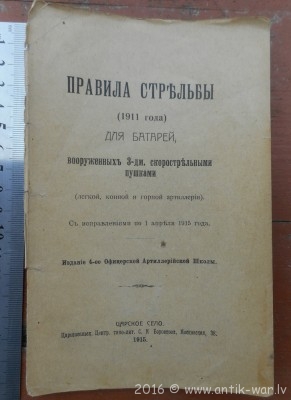 ПРАВИЛА СТРѢЛЬБЫ
(1911 года)
ДЛЯ БАТАРЕЙ,
вооруженныхъ 3-дм. скорострѣльными
пушками
(легкой, конной и горной артиллеріи).
Съ исправленіями по 1 апрѣля 1915 года.
Изданіе 4-ое Офицерской Артиллерійской Школы.
ЦАРСКОЕ СЕЛО.
1915.
2016 © www.antik-war.lv